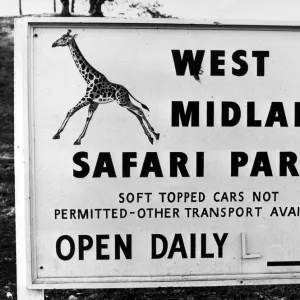 WEST
MIDLA
SAFARI PAR
SOFT TOPPED CARS NOT
PERMITTED-OTHER TRANSPORT AVAI
OPEN DAILY L